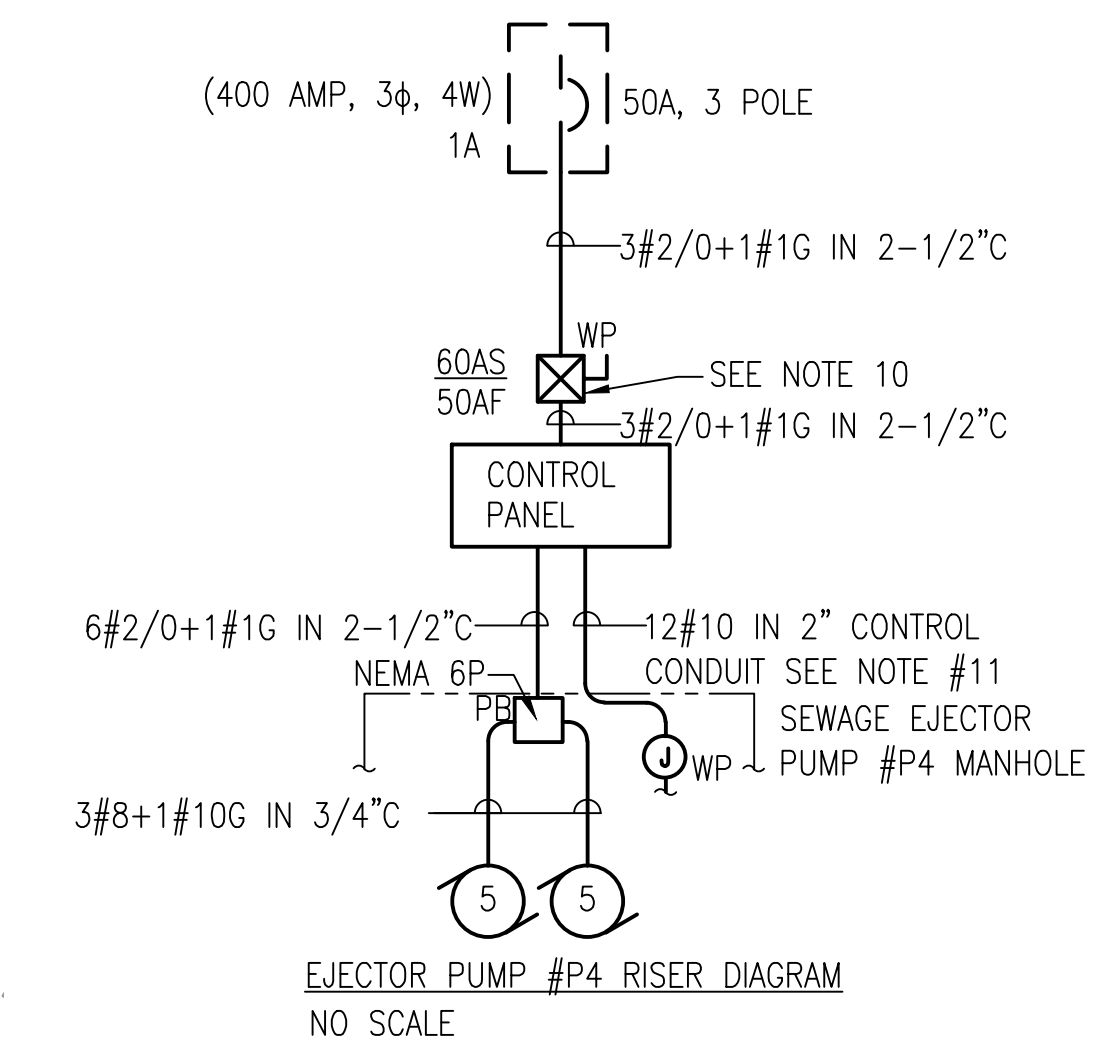 (400 AMP, 3ϕ, 4W)
1A
50A, 3 POLE
3#2/0+1#1G IN 2-1/2"C
WP
60AS
50AF
SEE NOTE 10
3#2/0+1#1G IN 2-1/2"C
CONTROL
PANEL
6#2/0+1#1G IN 2-1/2"C
12#10 IN 2" CONTROL
CONDUIT SEE NOTE #11
NEMA 6P
PB
SEWAGE EJECTOR
PUMP #P4 MANHOLE
J
WP
3#8+1#10G IN 3/4"C
5
5
EJECTOR PUMP #P4 RISER DIAGRAM
NO SCALE